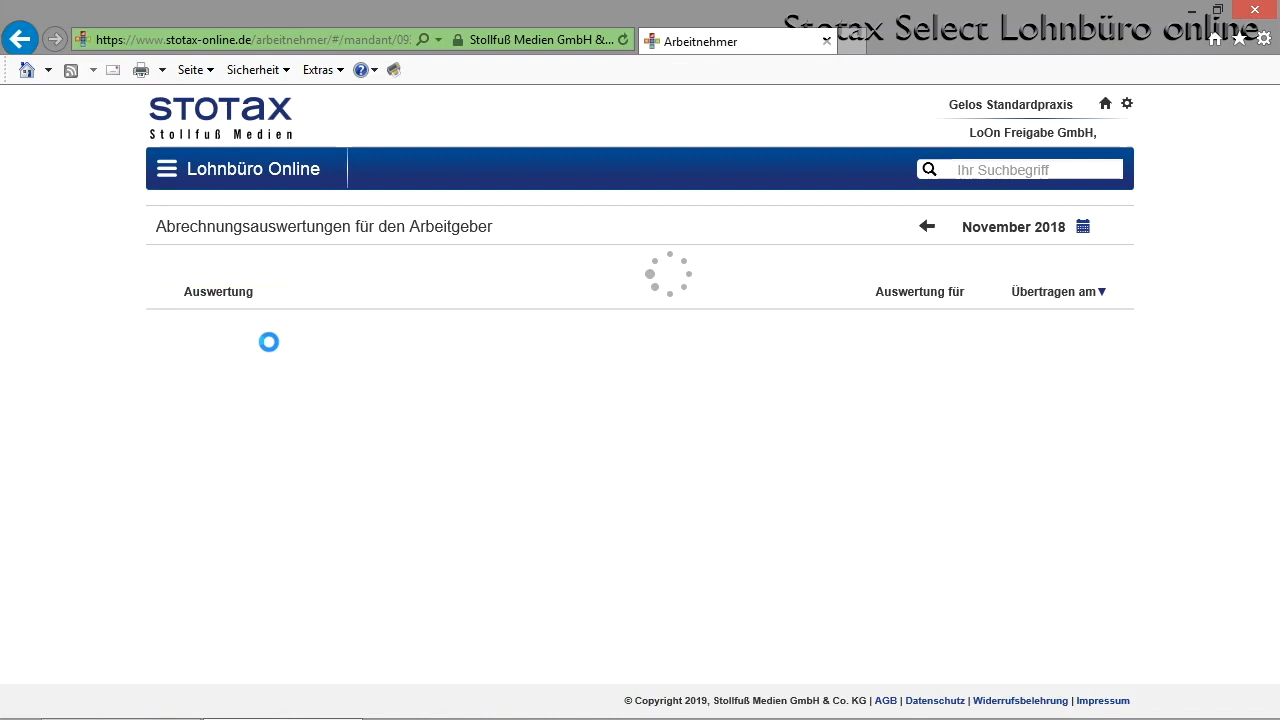 Stotax Select Lohnbüro online
https://www.stotax-online.de/arbeitnehmer/#/mandant/09
Stollfuß Medien GmbH &...
Arbeitnehmer
Seite
Sicherheit
Extras
STOTAX
Stollfuß Medien
Gelos Standardpraxis
LoOn Freigabe GmbH,
Lohnbüro Online
Ihr Suchbegriff
Abrechnungsauswertungen für den Arbeitgeber
November 2018
Auswertung
Auswertung für
Übertragen am
© Copyright 2019, Stollfuß Medien GmbH & Co. KG | AGB | Datenschutz | Widerrufsbelehrung | Impressum